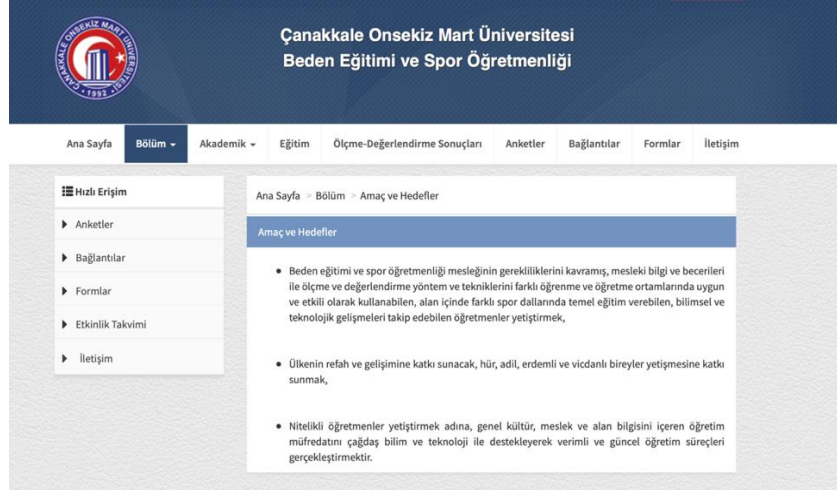 ÇANAKKALE ONSEKİZ MART ÜNİVERSİTESİ
1992
Çanakkale Onsekiz Mart Üniversitesi
Beden Eğitimi ve Spor Öğretmenliği
Ana Sayfa Bölüm Akademik Eğitim Ölçme-Değerlendirme Sonuçları Anketler Bağlantılar Formlar İletişim
Hızlı Erişim
Anketler
Bağlantılar
Formlar
Etkinlik Takvimi
İletişim
Ana Sayfa > Bölüm > Amaç ve Hedefler
Amaç ve Hedefler
• Beden eğitimi ve spor öğretmenliği mesleğinin gerekliliklerini kavramış, mesleki bilgi ve becerileri
ile ölçme ve değerlendirme yöntem ve tekniklerini farklı öğrenme ve öğretme ortamlarında uygun
ve etkili olarak kullanabilen, alan içinde farklı spor dallarında temel eğitim verebilen, bilimsel ve
teknolojik gelişmeleri takip edebilen öğretmenler yetiştirmek,
• Ülkenin refah ve gelişimine katkı sunacak, hür, adil, erdemli ve vicdanlı bireyler yetişmesine katkı
sunmak,
• Nitelikli öğretmenler yetiştirmek adına, genel kültür, meslek ve alan bilgisini içeren öğretim
müfredatını çağdaş bilim ve teknoloji ile destekleyerek verimli ve güncel öğretim süreçleri
gerçekleştirmektir.